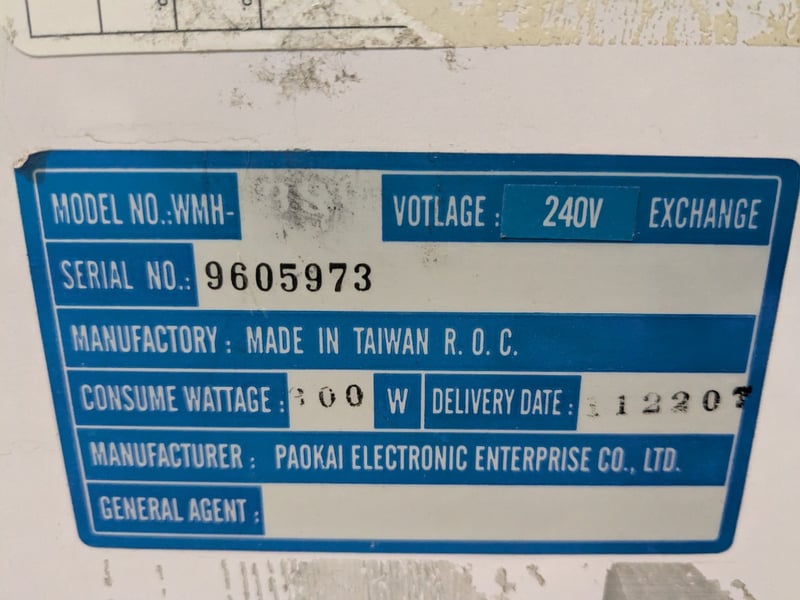 MODEL NO.:WMH- VOTLAGE : 240V EXCHANGE
SERIAL NO.: 9605973
MANUFACTORY : MADE IN TAIWAN R. O. C.
CONSUME WATTAGE : W DELIVERY DATE :
MANUFACTURER : PAOKAI ELECTRONIC ENTERPRISE CO., LTD.
GENERAL AGENT :